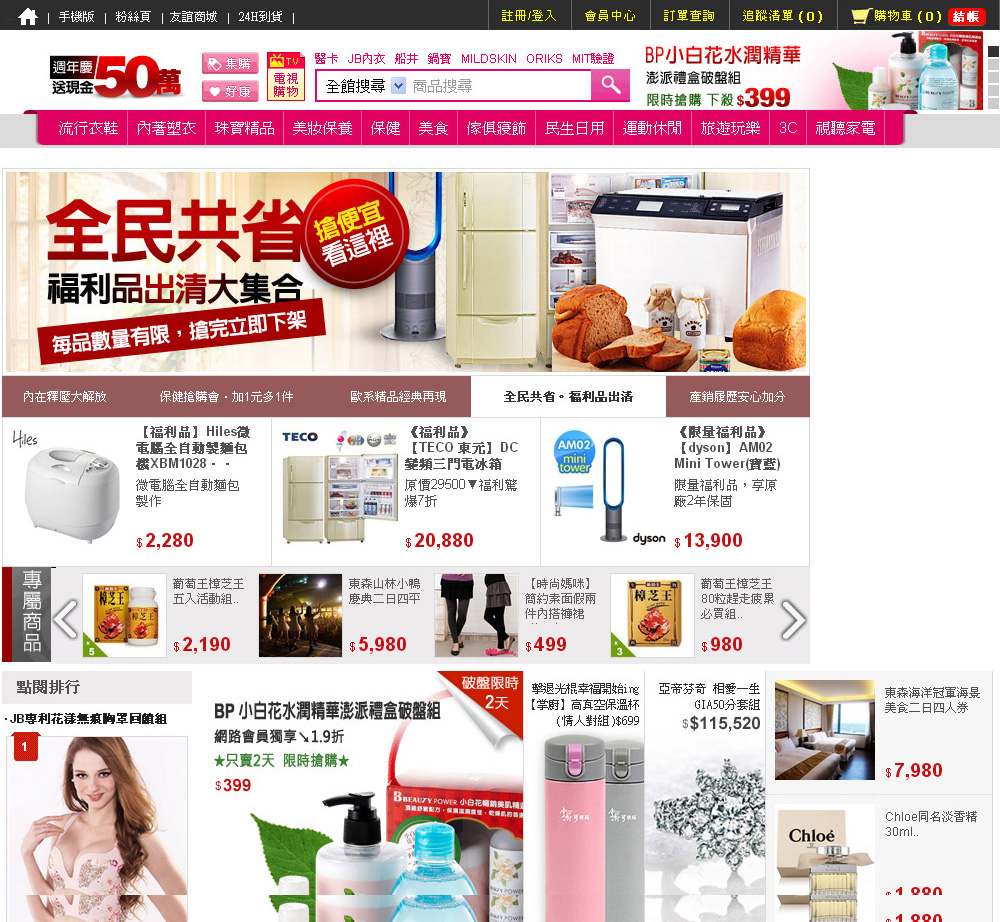 手機版 | 粉絲頁 | 友誼商城 | 24H到貨 |
註冊/登入 會員中心 訂單查詢 追蹤清單 ( 0 ) 購物車 ( 0 ) 結帳
週年慶
送現金50萬
集購
好康
TV
電視
購物
醫卡 JB內衣 船井 鍋寶 MILDSKIN ORIKS MIT驗證
全館搜尋 商品搜尋
BP小白花水潤精華
澎派禮盒破盤組
限時搶購 下殺 $399
流行衣鞋 內著塑衣 珠寶精品 美妝保養 保健 美食 傢俱寢飾 民生日用 運動休閒 旅遊玩樂 3C 視聽家電
全民共省
搶便宜
看這裡
福利品出清大集合
每品數量有限，搶完立即下架
內在釋壓大解放 保健搶購會‧加1元多1件 歐系精品經典再現 全民共省。福利品出清 產銷履歷安心加分
Hiles
【福利品】Hiles微
電腦全自動製麵包
機XBM1028 - -
微電腦全自動麵包
製作
$2,280
TECO
《福利品》
【TECO 東元】DC
變頻三門電冰箱
原價29500▼福利驚
爆7折
$20,880
AM02
mini
tower
dyson
《限量福利品》
【dyson】AM02
Mini Tower(寶藍)
限量福利品，享原
廠2年保固
$13,900
專屬商品
樟芝王
5
葡萄王樟芝王
五入活動組..
$2,190
東森山林小鴨
慶典二日四平
$5,980
【時尚媽咪】
簡約素面假兩
件內搭褲裙
$499
樟芝王
3
葡萄王樟芝王
80粒趕走疲累
必買組..
$980
點閱排行
‧JB專利花漾無痕胸罩回饋組
1
破盤限時
2天
BP 小白花水潤精華澎派禮盒破盤組
網路會員獨享↘1.9折
★只賣2天 限時搶購★
$399
BEAUZY POWER
擊退光棍幸福開始ing
【掌廚】高真空保溫杯
(情人對組)$699
亞帝芬奇 相愛一生
GIA50分套組
$$115,520
東森海洋冠軍海景
美食二日四人券
$7,980
Chloé
Chloe同名淡香精
30ml..
$1,880
$1,880